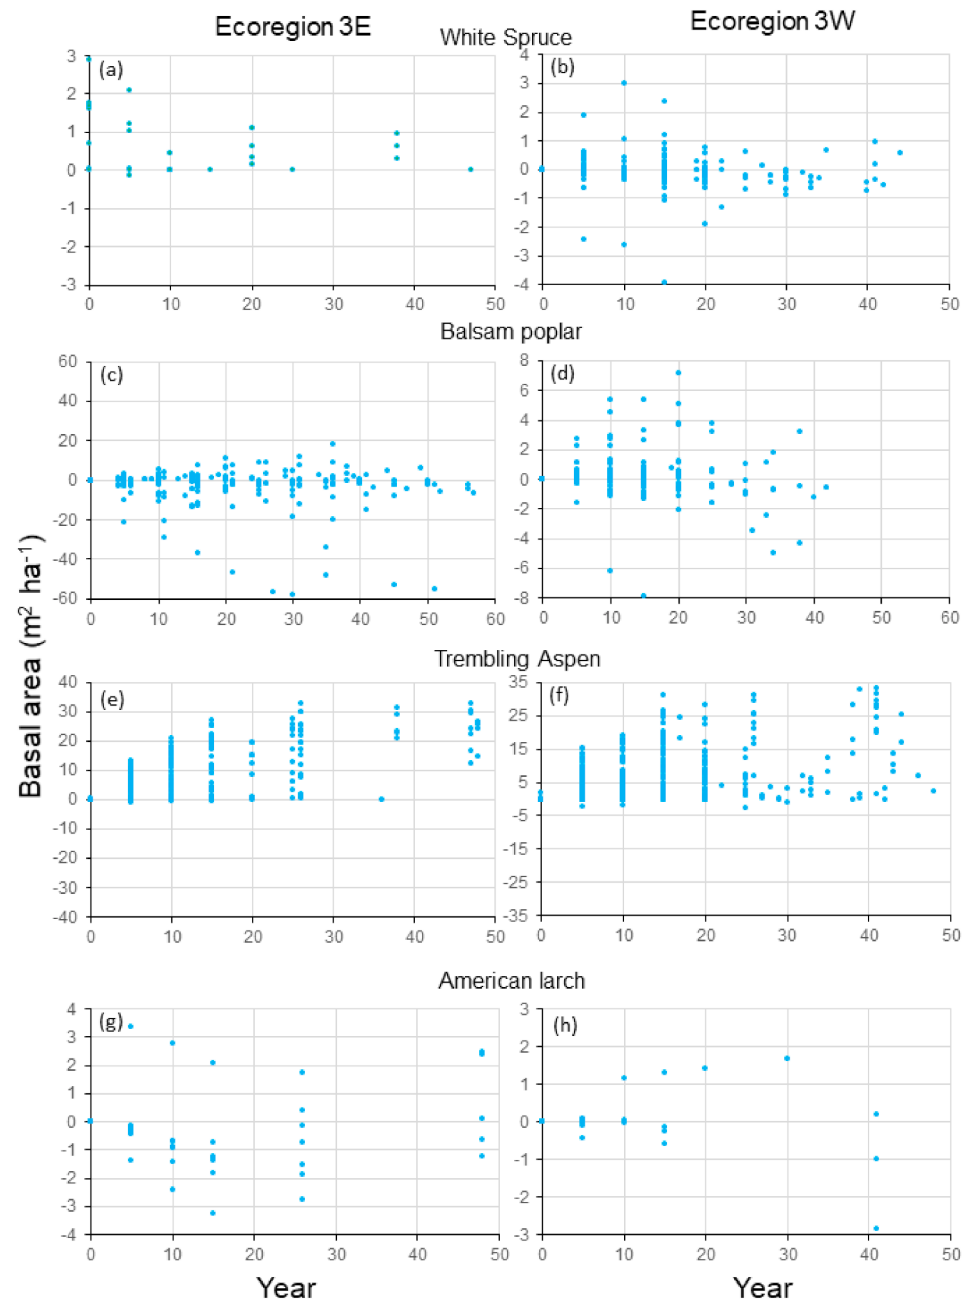 Ecoregion 3E
Ecoregion 3W
White Spruce
(a)
3
2
1
0
-1
-2
-3
0 10 20 30 40 50
(b)
4
3
2
1
0
-1
-2
-3
-4
0 10 20 30 40 50
Balsam poplar
(c)
60
40
20
0
-20
-40
-60
0 10 20 30 40 50 60
(d)
8
6
4
2
0
-2
-4
-6
-8
0 10 20 30 40 50 60
Basal area (m² ha⁻¹)
Trembling Aspen
(e)
40
30
20
10
0
-10
-20
-30
-40
0 10 20 30 40 50
(f)
35
25
15
5
-5
-15
-25
-35
0 10 20 30 40 50
American larch
(g)
4
3
2
1
0
-1
-2
-3
-4
0 10 20 30 40 50
(h)
3
2
1
0
-1
-2
-3
0 10 20 30 40 50
Year
Year